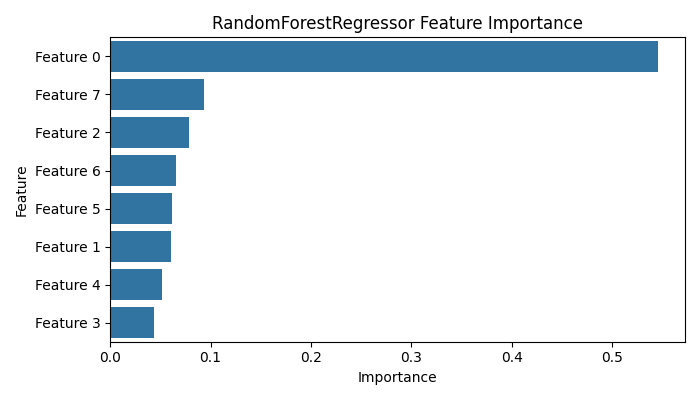 RandomForestRegressor Feature Importance
Feature 0
Feature 7
Feature 2
Feature 6
Feature 5
Feature 1
Feature 4
Feature 3
Feature
0.0 0.1 0.2 0.3 0.4 0.5
Importance